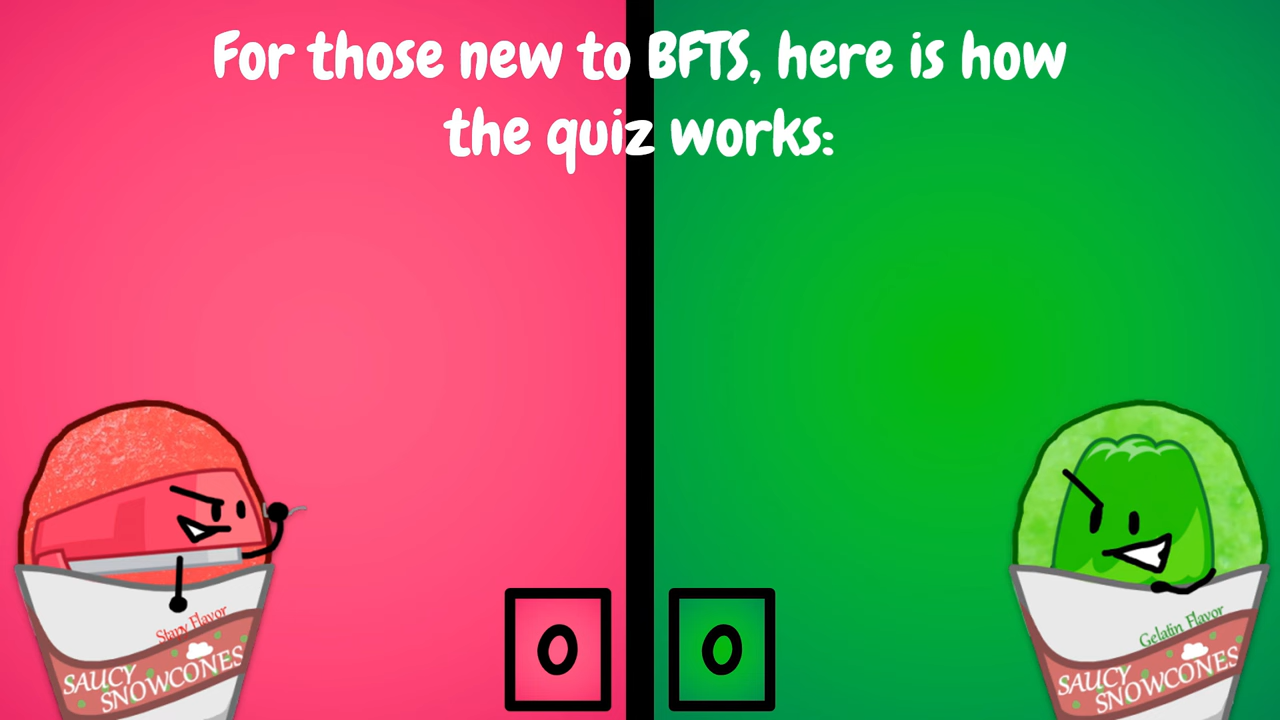 For those new to BFTS, here is how
the quiz works:
Stapy Flavor
SAUCY
SNOWCONES
0
0
Gelatin Flavor
SAUCY
SNOWCONES